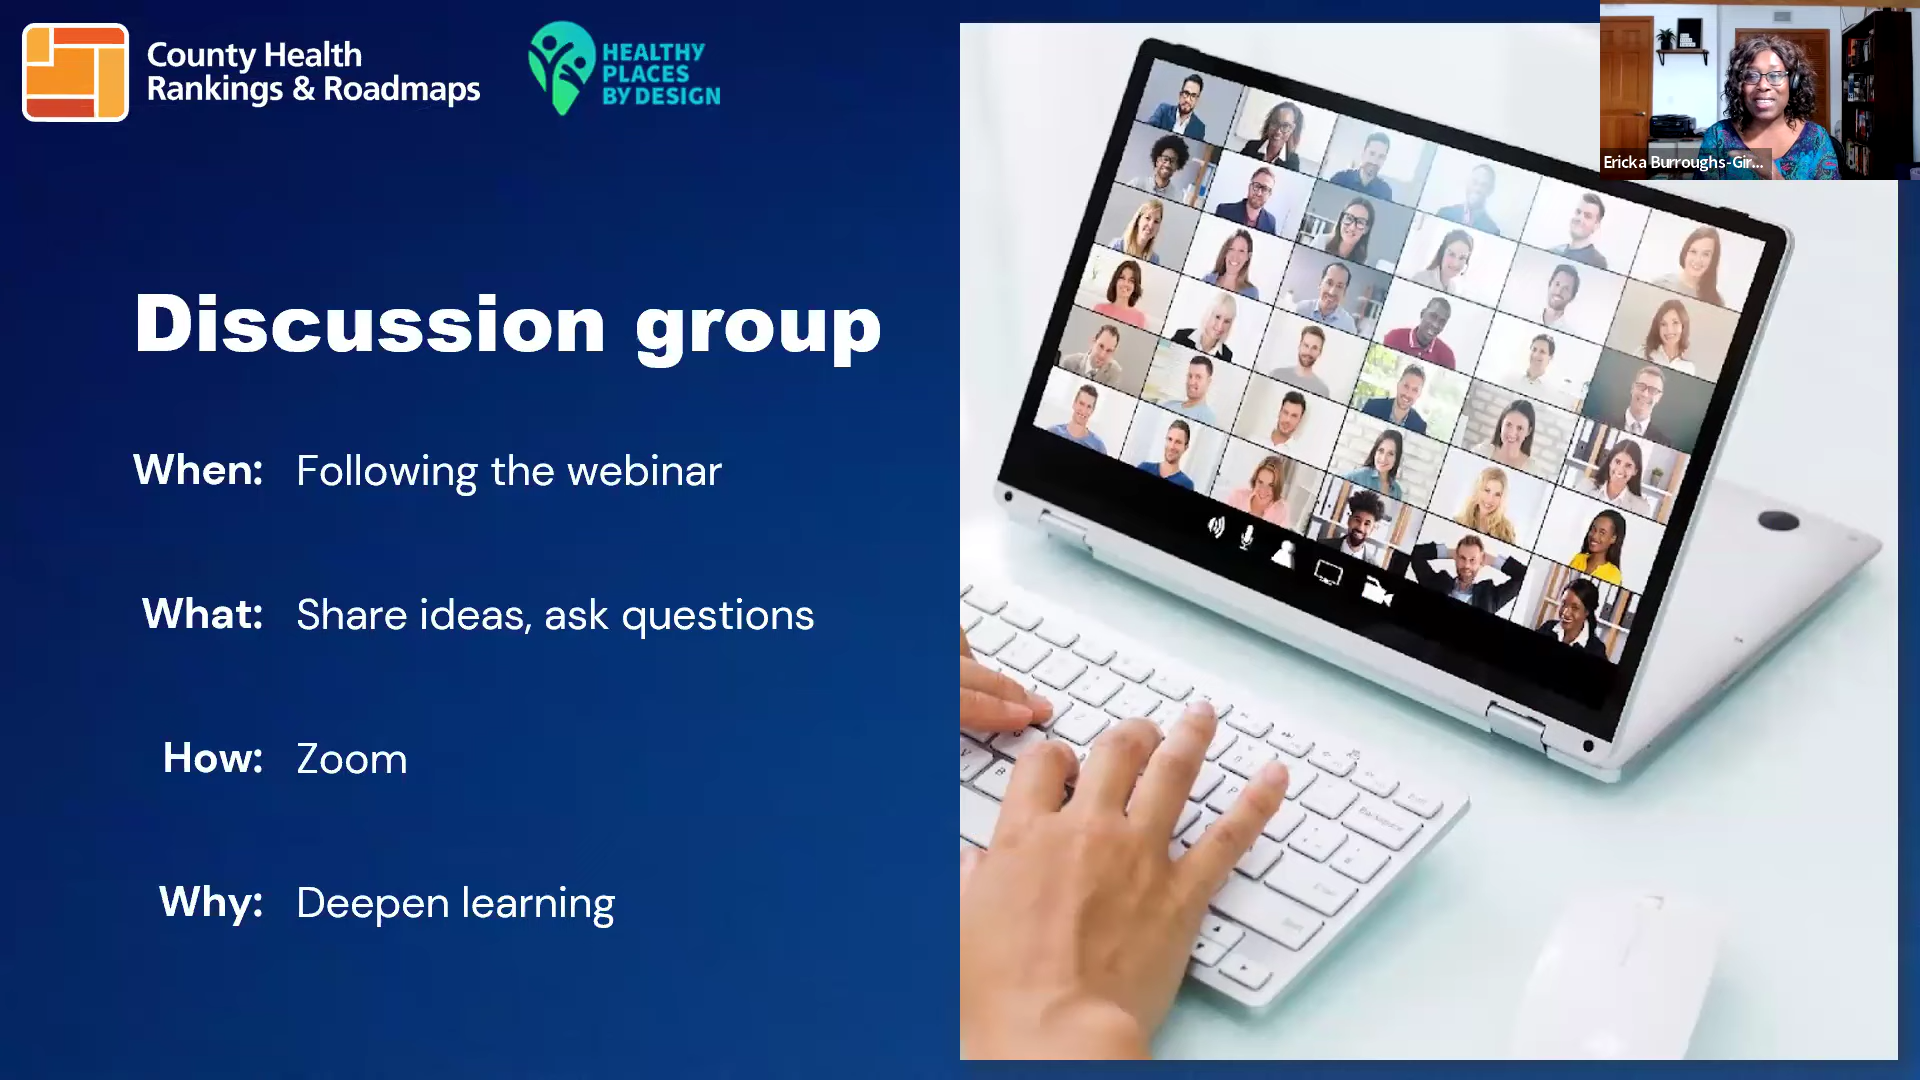 County Health
Rankings & Roadmaps
HEALTHY
PLACES
BY DESIGN
Ericka Burroughs-Gir...
Discussion group
When: Following the webinar
What: Share ideas, ask questions
How: Zoom
Why: Deepen learning